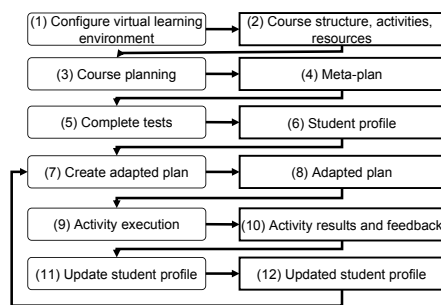 (1) Configure virtual learning
environment
(2) Course structure, activities,
resources
(3) Course planning
(4) Meta-plan
(5) Complete tests
(6) Student profile
(7) Create adapted plan
(8) Adapted plan
(9) Activity execution
(10) Activity results and feedback
(11) Update student profile
(12) Updated student profile